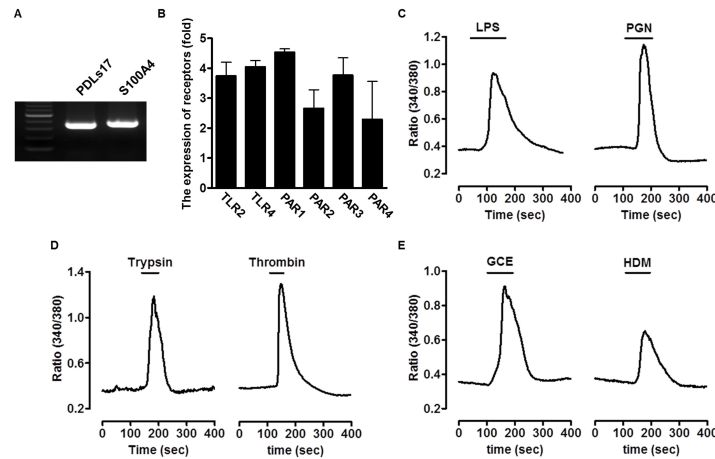 A
PDLs17
S100A4
B
The expression of receptors (fold)
5
4
3
2
1
0
TLR2
TLR4
PAR1
PAR2
PAR3
PAR4
C
LPS
PGN
Ratio (340/380)
1.2
1.0
0.8
0.6
0.4
0.2
0 100 200 300 400
0 100 200 300 400
Time (sec)
Time (sec)
D
Trypsin
Thrombin
Ratio (340/380)
1.4
1.0
0.6
0.2
0 100 200 300 400
0 100 200 300 400
time (sec)
time (sec)
E
GCE
HDM
Ratio (340/380)
1.0
0.8
0.6
0.4
0.2
0 100 200 300 400
0 100 200 300 400
time (sec)
time (sec)